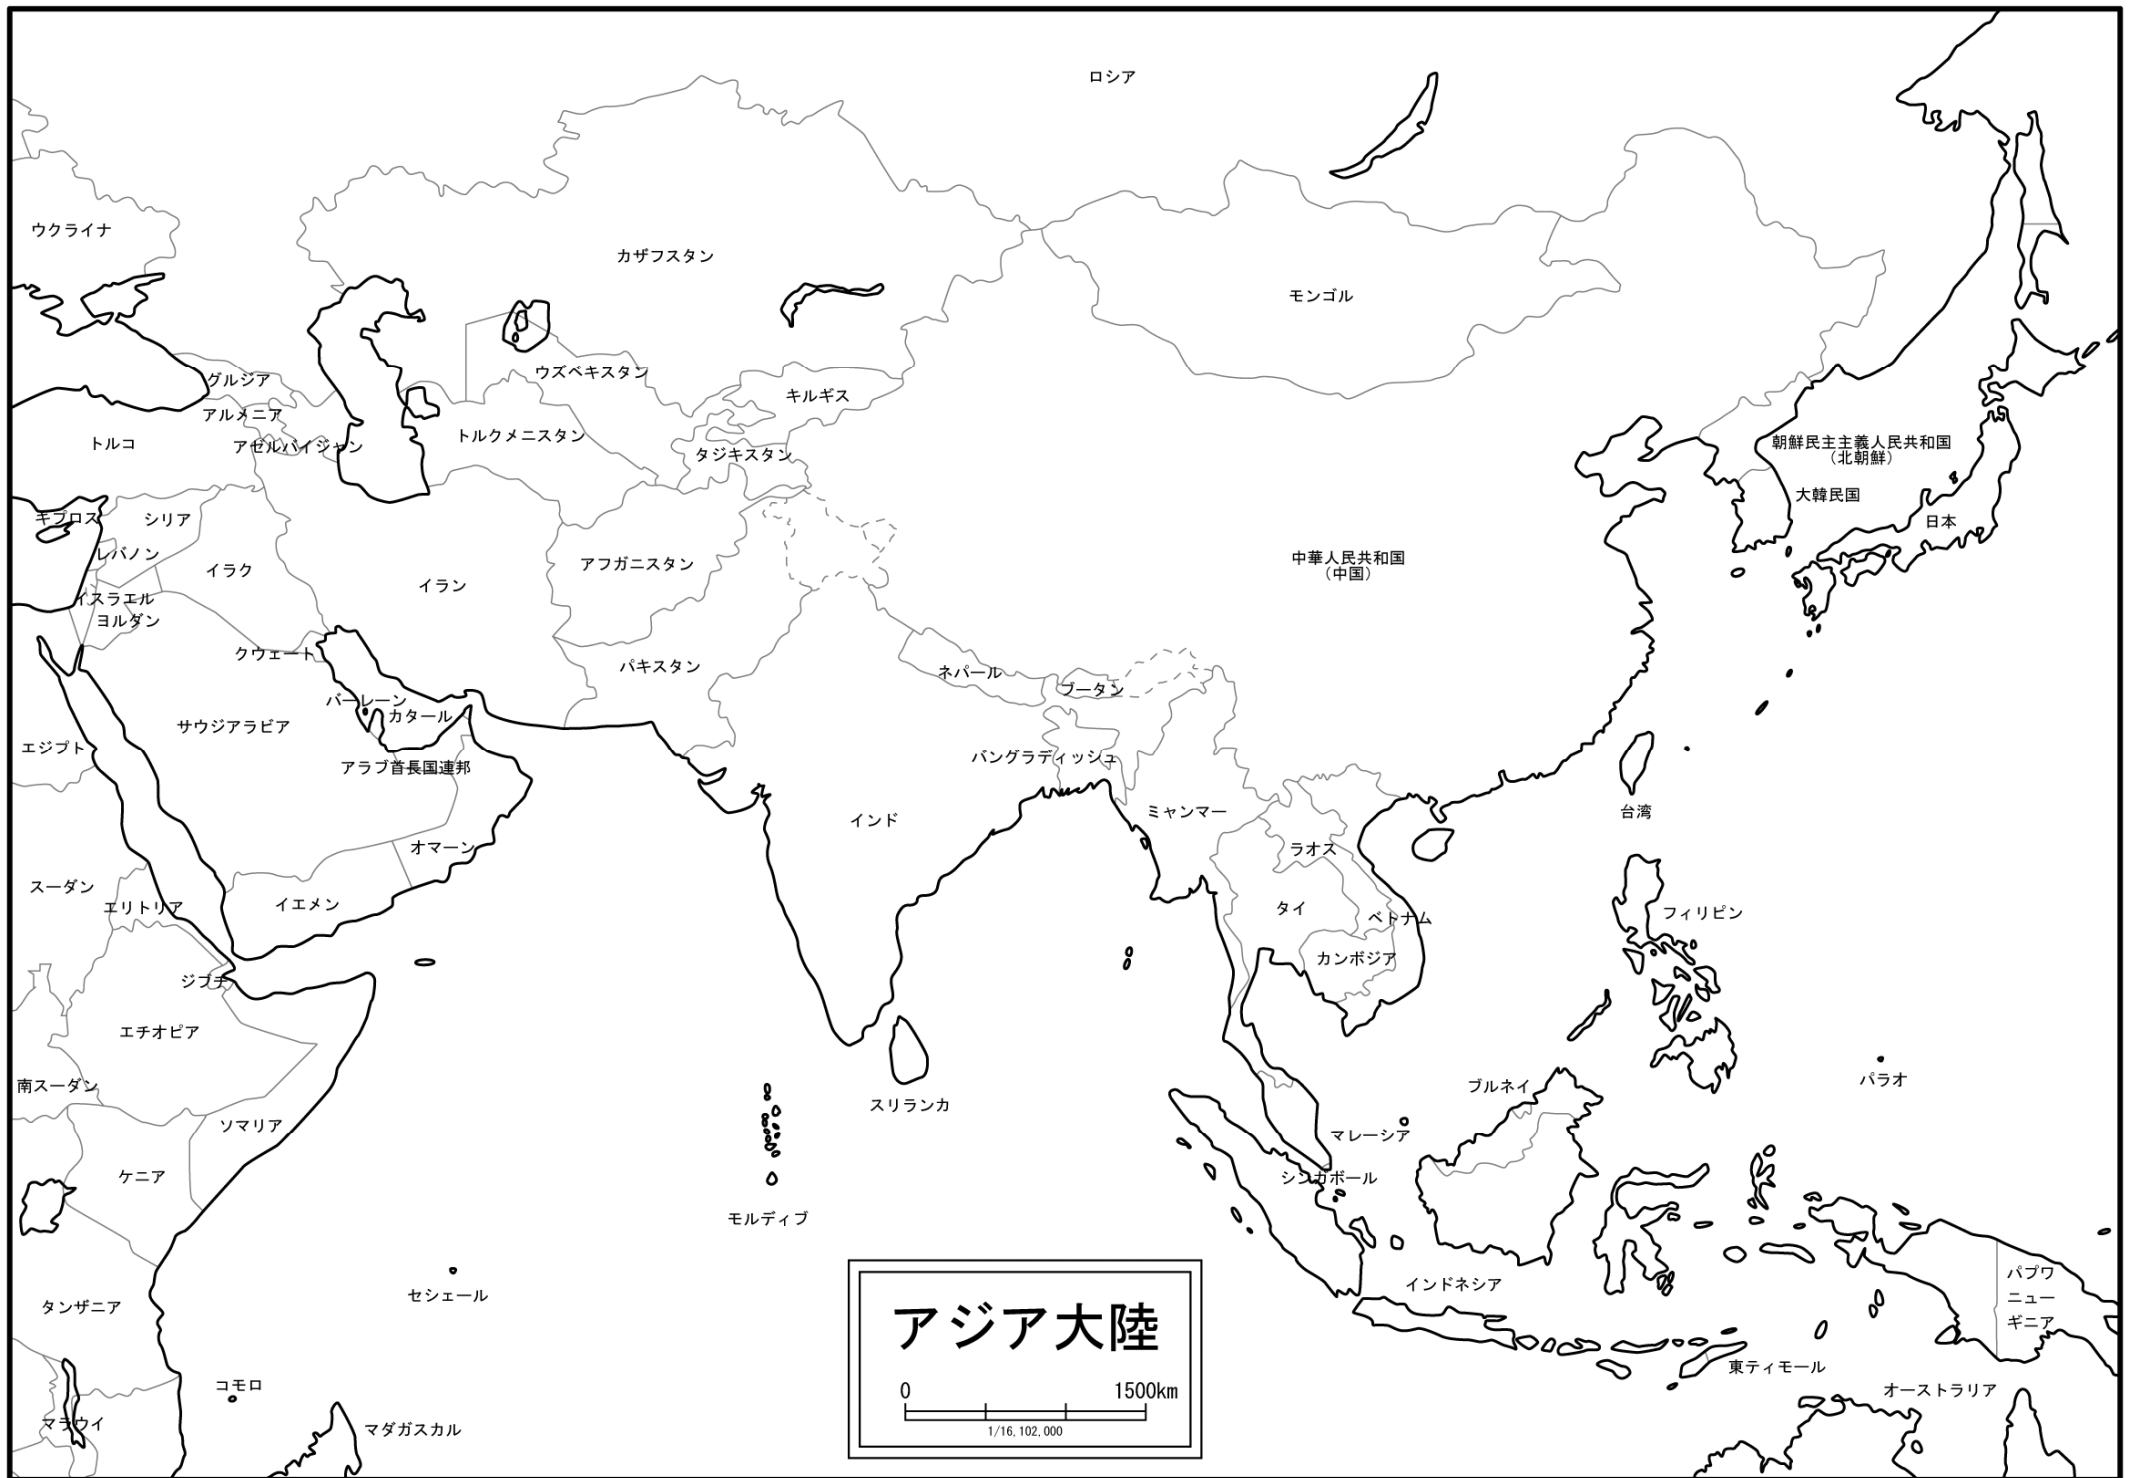 ロシア
ウクライナ
カザフスタン
モンゴル
グルジア
ウズベキスタン
キルギス
アルメニア
トルコ
アゼルバイジャン
トルクメニスタン
タジキスタン
朝鮮民主主義人民共和国
(北朝鮮)
大韓民国
キプロス
シリア
日本
レバノン
イラク
イラン
アフガニスタン
中華人民共和国
(中国)
イスラエル
ヨルダン
クウェート
パキスタン
ネパール
ブータン
バーレーン
カタール
サウジアラビア
エジプト
アラブ首長国連邦
バングラディッシュ
インド
ミャンマー
台湾
オマーン
ラオス
スーダン
エリトリア
イエメン
タイ
ベトナム
フィリピン
カンボジア
ジブチ
エチオピア
南スーダン
ブルネイ
パラオ
スリランカ
ソマリア
マレーシア
ケニア
シンガポール
モルディブ
セシェール
インドネシア
パプワ
ニュー
ギニア
タンザニア
アジア大陸
東ティモール
コモロ
0 1500km
オーストラリア
マラウイ
マダガスカル
1/16,102,000